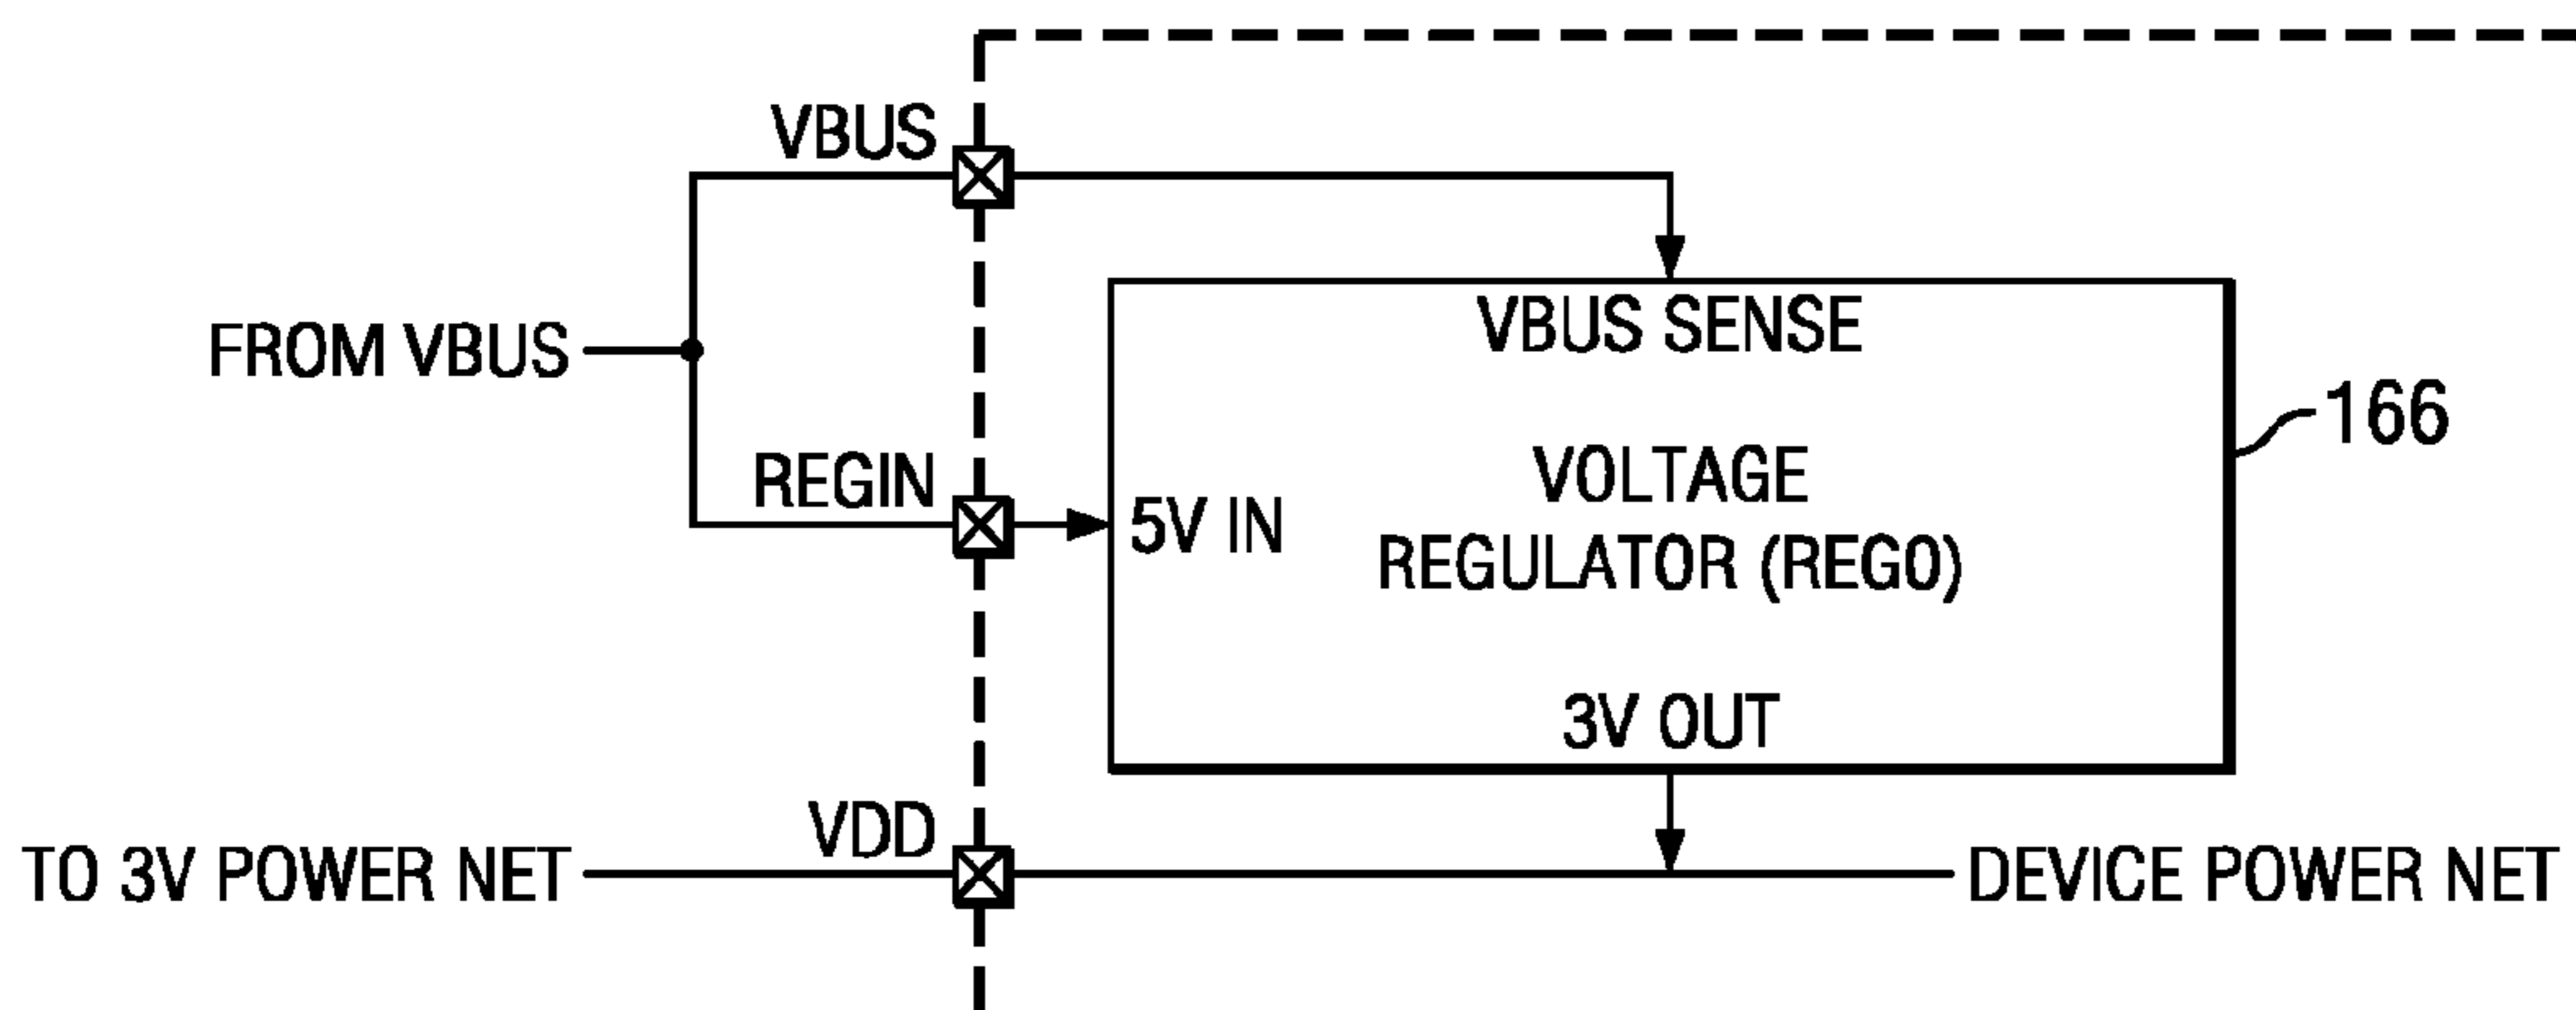 VBUS
VBUS SENSE
FROM VBUS
166
REGIN
VOLTAGE
5V IN
REGULATOR (REG0)
3V OUT
VDD
TO 3V POWER NET
DEVICE POWER NET